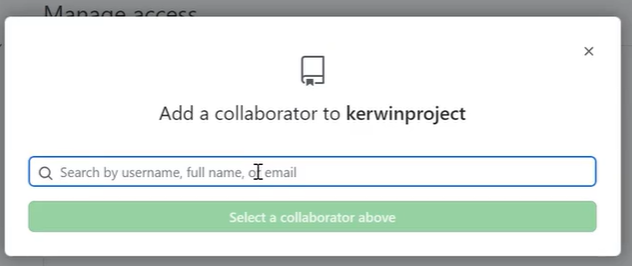 Manage access
Add a collaborator to kerwinproject
Search by username, full name, or email
Select a collaborator above